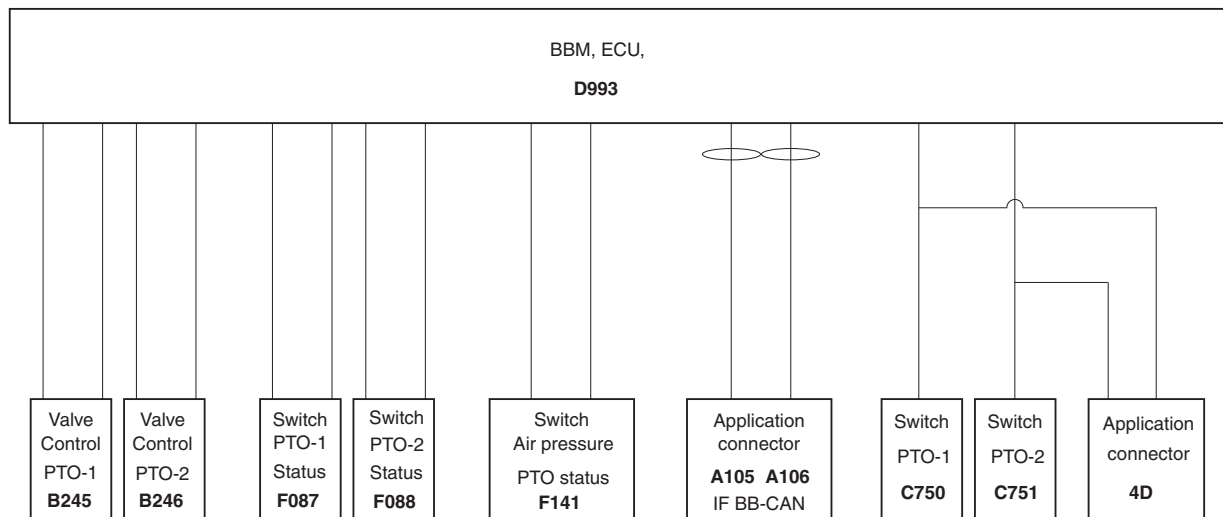 BBM, ECU,
D993
Valve
Control
PTO-1
B245
Valve
Control
PTO-2
B246
Switch
PTO-1
Status
F087
Switch
PTO-2
Status
F088
Switch
Air pressure
PTO status
F141
Application
connector
A105 A106
IF BB-CAN
Switch
PTO-1
C750
Switch
PTO-2
C751
Application
connector
4D